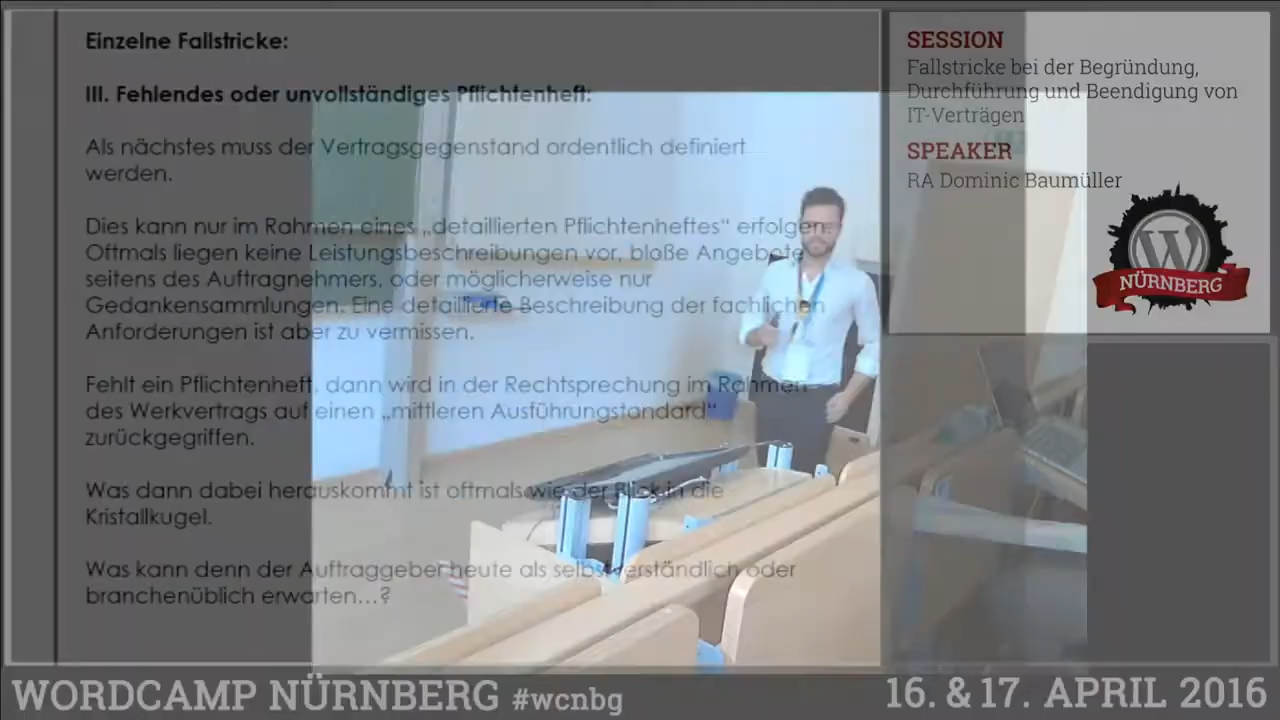 Einzelne Fallstricke:
III. Fehlendes oder unvollständiges Pflichtenheft:
Als nächstes muss der Vertragsgegenstand ordentlich definiert
werden.
Dies kann nur im Rahmen eines „detaillierten Pflichtenheftes" erfolgen.
Oftmals liegen keine Leistungsbeschreibungen vor, bloße Angebote
seitens des Auftragnehmers, oder möglicherweise nur
Gedankensammlungen. Eine detaillierte Beschreibung der fachlichen
Anforderungen ist aber zu vermissen.
Fehlt ein Pflichtenheft, dann wird in der Rechtsprechung im Rahmen
des Werkvertrags auf einen „mittleren Ausführungstandard"
zurückgegriffen.
Was dann dabei herauskommt ist oftmals wie der Blick in die
Kristallkugel.
Was kann denn der Auftraggeber heute als selbstverständlich oder
branchenüblich erwarten…?
SESSION
Fallstricke bei der Begründung,
Durchführung und Beendigung von
IT-Verträgen
SPEAKER
RA Dominic Baumüller
W
NÜRNBERG
WORDCAMP NÜRNBERG #wcnbg
16. & 17. APRIL 2016